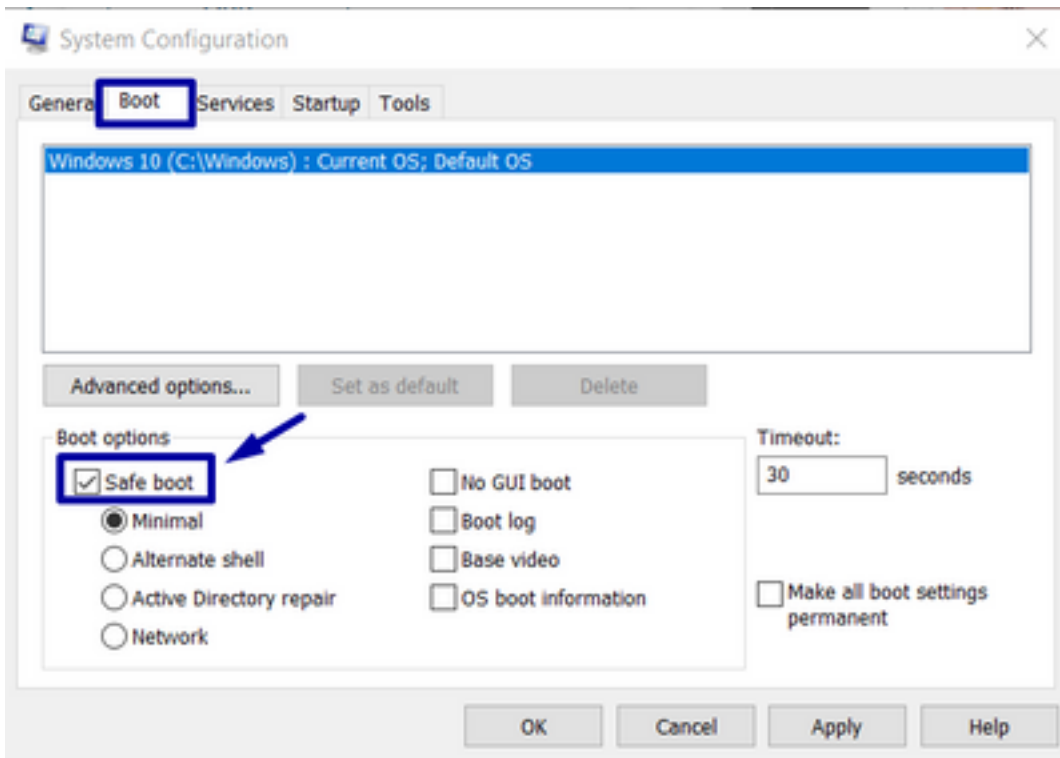 System Configuration
Genera Boot Services Startup Tools
Windows 10 (C:\Windows) : Current OS; Default OS
Advanced options... Set as default Delete
Boot options
Timeout:
Safe boot No GUI boot 30 seconds
Minimal Boot log
Alternate shell Base video
Active Directory repair OS boot information Make all boot settings
permanent
Network
OK Cancel Apply Help